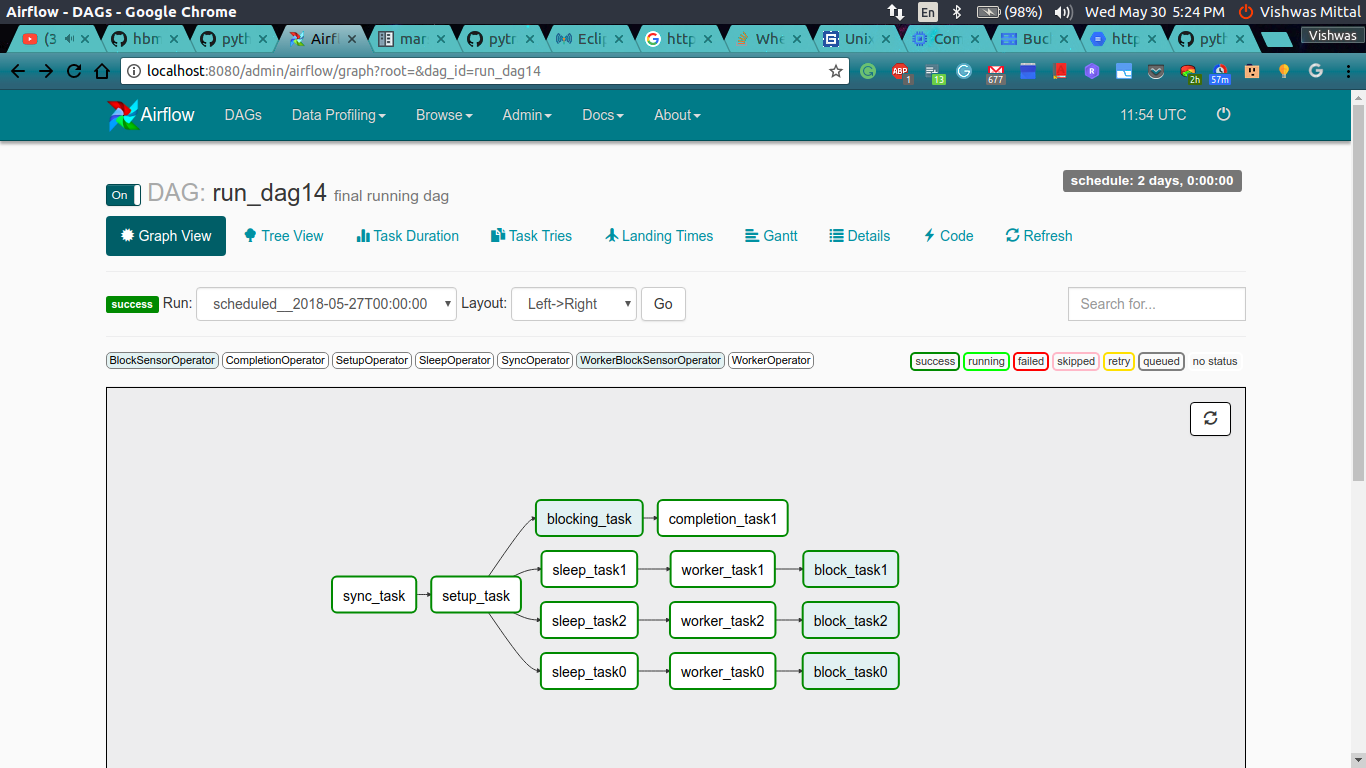 Airflow - DAGs - Google Chrome
En (98%) Wed May 30 5:24 PM Vishwas Mittal
(3 hbm pyth Airfl mar pytr Ecli http Whe Unix Com Buck http pyth Vishwas
localhost:8080/admin/airflow/graph?root=&dag_id=run_dag14
ABP 1 13 677 2h 57m
Airflow DAGs Data Profiling Browse Admin Docs About 11:54 UTC
On DAG: run_dag14 final running dag
schedule: 2 days, 0:00:00
Graph View Tree View Task Duration Task Tries Landing Times Gantt Details Code Refresh
success Run: scheduled__2018-05-27T00:00:00 Layout: Left->Right Go Search for...
BlockSensorOperator CompletionOperator SetupOperator SleepOperator SyncOperator WorkerBlockSensorOperator WorkerOperator success running failed skipped retry queued no status
blocking_task completion_task1
sleep_task1 worker_task1 block_task1
sync_task setup_task
sleep_task2 worker_task2 block_task2
sleep_task0 worker_task0 block_task0